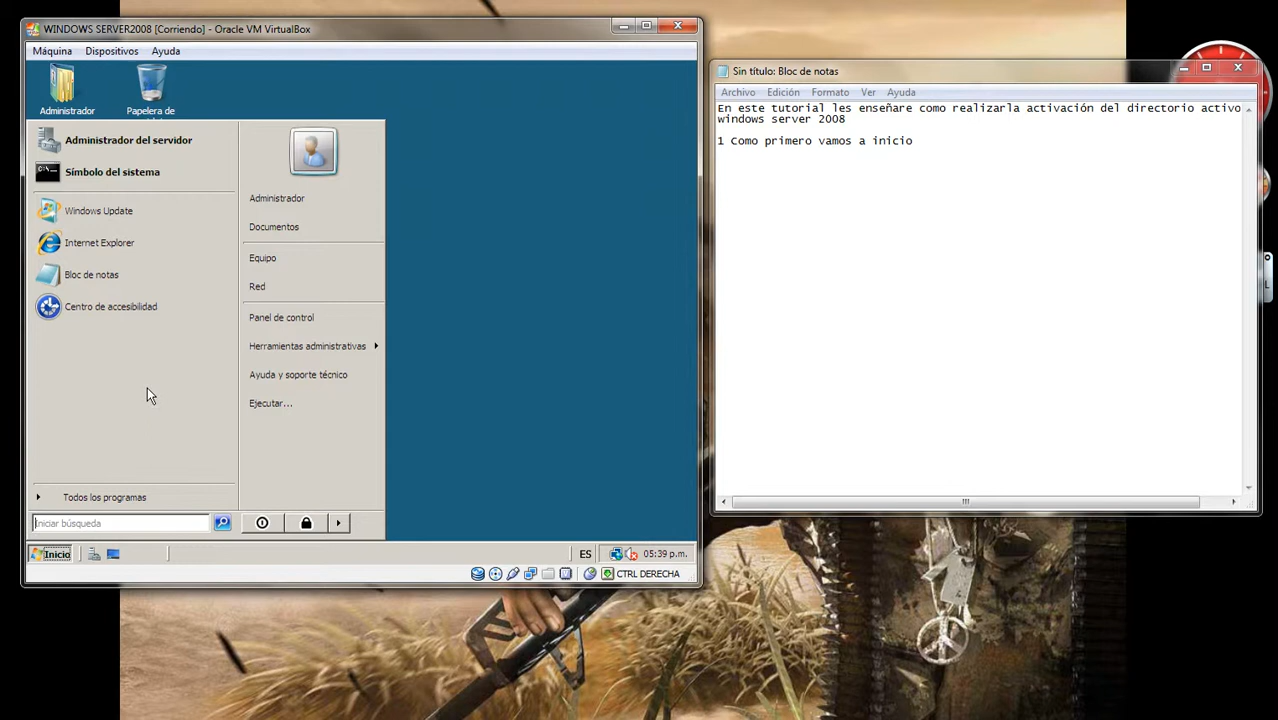 WINDOWS SERVER2008 [Corriendo] - Oracle VM VirtualBox
Máquina Dispositivos Ayuda
Administrador
Papelera de
Administrador del servidor
Símbolo del sistema
Windows Update
Internet Explorer
Bloc de notas
Centro de accesibilidad
Todos los programas
Iniciar búsqueda
Administrador
Documentos
Equipo
Red
Panel de control
Herramientas administrativas
Ayuda y soporte técnico
Ejecutar...
Inicio
ES
05:39 p.m.
CTRL DERECHA
Sin título: Bloc de notas
Archivo Edición Formato Ver Ayuda
En este tutorial les enseñare como realizarla activación del directorio activo
windows server 2008
1 Como primero vamos a inicio